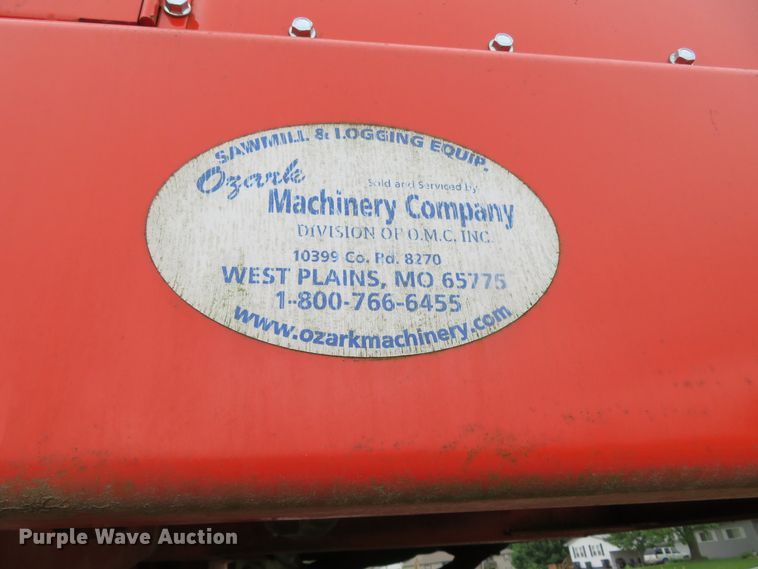 SAWMILL & LOGGING EQUIP.
Ozark
Sold and Serviced by
Machinery Company
DIVISION OF O.M.C. INC.
10399 Co. Rd. 8270
WEST PLAINS, MO 65775
1-800-766-6455
www.ozarkmachinery.com
Purple Wave Auction